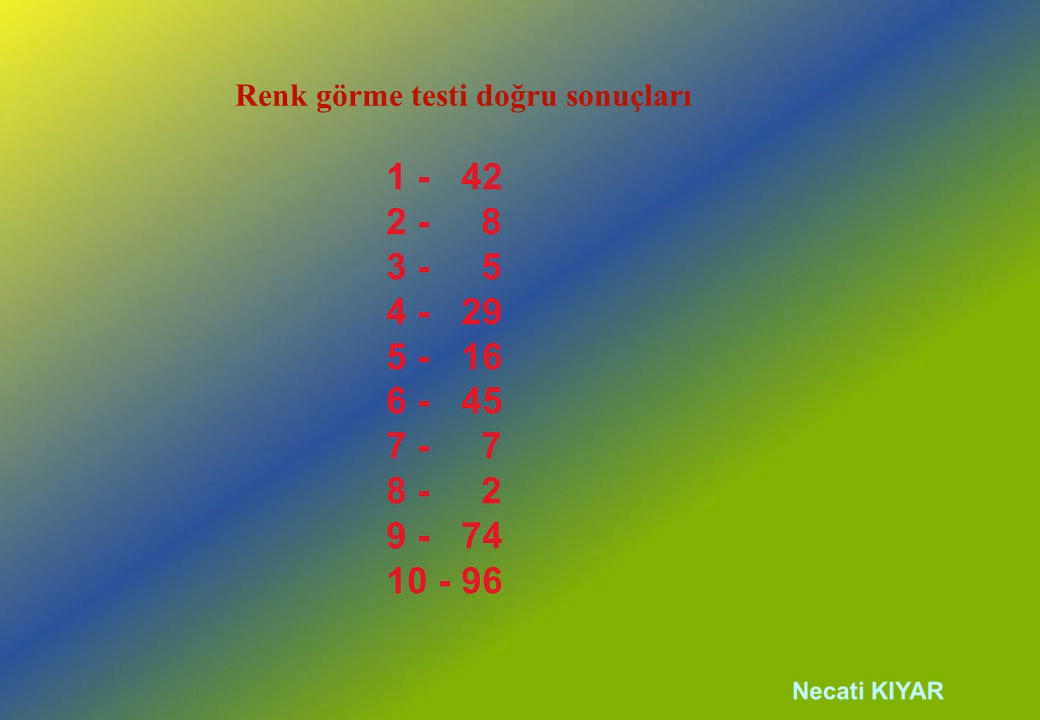 Renk görme testi doğru sonuçları
1 - 42
2 - 8
3 - 5
4 - 29
5 - 16
6 - 45
7 - 7
8 - 2
9 - 74
10 - 96
Necati KIYAR